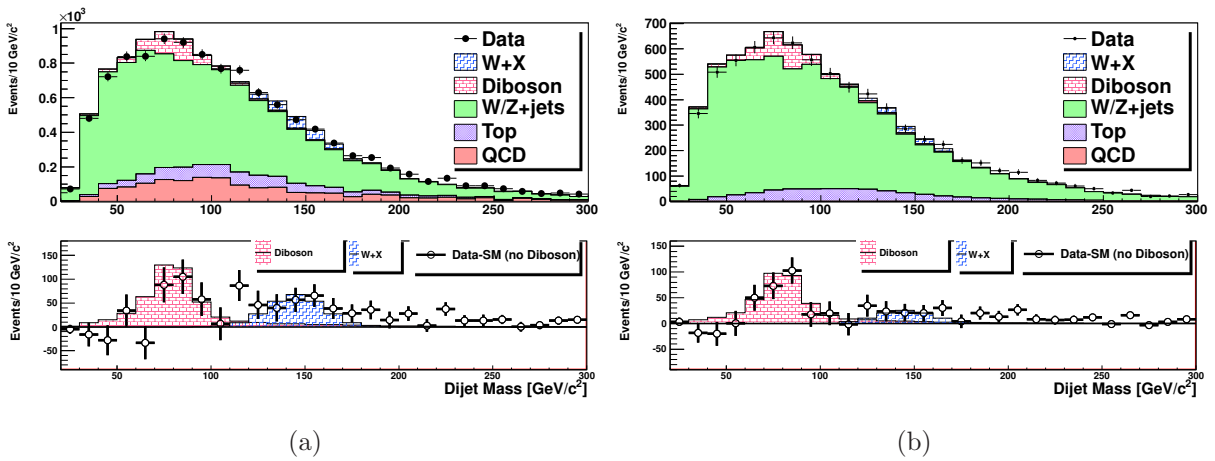 ×10³
Events/10 GeV/c²
1
0.8
0.6
0.4
0.2
0
50 100 150 200 250 300
Data
W+X
Diboson
W/Z+jets
Top
QCD
Events/10 GeV/c²
150
100
50
0
-50
Diboson
W+X
Data-SM (no Diboson)
50 100 150 200 250 300
Dijet Mass [GeV/c²]
(a)
Events/10 GeV/c²
700
600
500
400
300
200
100
0
50 100 150 200 250 300
Data
W+X
Diboson
W/Z+jets
Top
QCD
Events/10 GeV/c²
150
100
50
0
-50
Diboson
W+X
Data-SM (no Diboson)
50 100 150 200 250 300
Dijet Mass [GeV/c²]
(b)